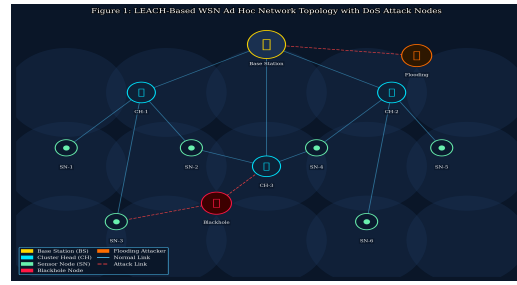 Figure 1: LEACH-Based WSN Ad Hoc Network Topology with DoS Attack Nodes
Base Station
Flooding
CH-1
CH-2
SN-1
SN-2
CH-3
SN-4
SN-5
Blackhole
SN-3
SN-6
Base Station (BS)
Cluster Head (CH)
Sensor Node (SN)
Blackhole Node
Flooding Attacker
Normal Link
Attack Link